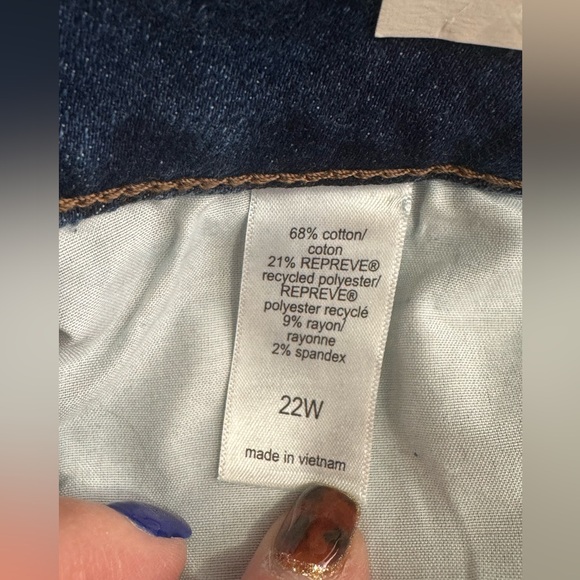 68% cotton/
coton
21% REPREVE®
recycled polyester/
REPREVE®
polyester recyclé
9% rayon/
rayonne
2% spandex
22W
made in vietnam